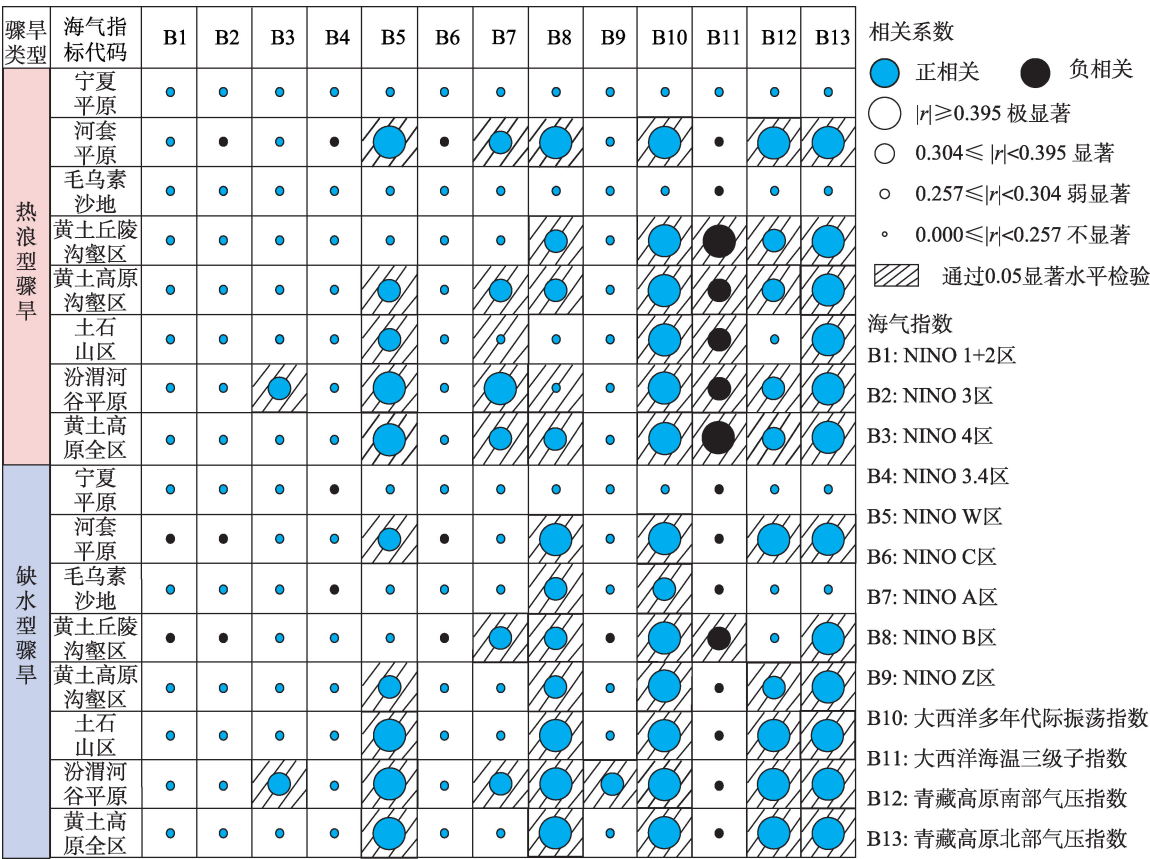 骤旱
类型
海气指
标代码
B1 B2 B3 B4 B5 B6 B7 B8 B9 B10 B11 B12 B13
热浪型骤旱
宁夏
平原
河套
平原
毛乌素
沙地
黄土丘陵
沟壑区
黄土高原
沟壑区
土石
山区
汾渭河
谷平原
黄土高
原全区
缺水型骤旱
宁夏
平原
河套
平原
毛乌素
沙地
黄土丘陵
沟壑区
黄土高原
沟壑区
土石
山区
汾渭河
谷平原
黄土高
原全区
相关系数
正相关 负相关
|r|≥0.395 极显著
0.304≤ |r|<0.395 显著
0.257≤|r|<0.304 弱显著
0.000≤|r|<0.257 不显著
通过0.05显著水平检验
海气指数
B1: NINO 1+2区
B2: NINO 3区
B3: NINO 4区
B4: NINO 3.4区
B5: NINO W区
B6: NINO C区
B7: NINO A区
B8: NINO B区
B9: NINO Z区
B10: 大西洋多年代际振荡指数
B11: 大西洋海温三级子指数
B12: 青藏高原南部气压指数
B13: 青藏高原北部气压指数